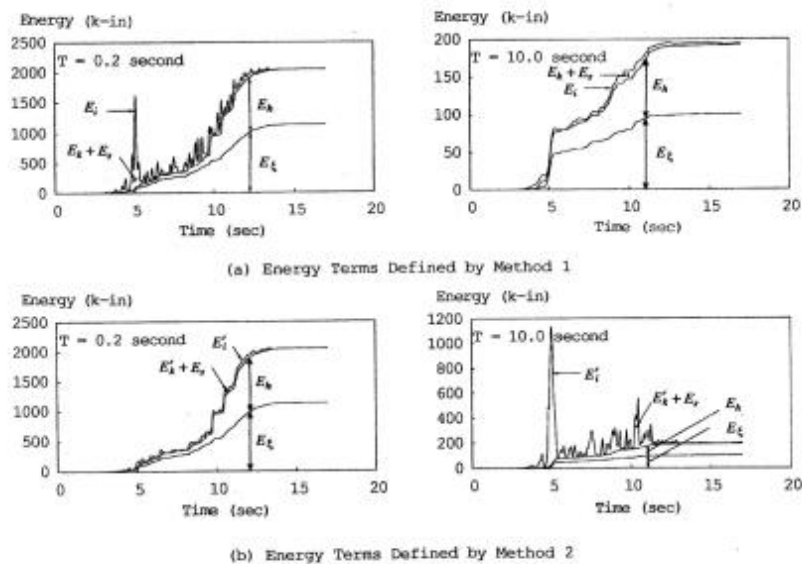 Energy (k-in)
2500
T = 0.2 second
2000
1500
E_i
1000
E_k + E_s
500
0
E_h
E_ξ
0 5 10 15 20
Time (sec)
Energy (k-in)
200
T = 10.0 second
E_k + E_s
150
E_i
E_h
100
50
E_ξ
0
0 5 10 15 20
Time (sec)
(a) Energy Terms Defined by Method 1
Energy (k-in)
2500
T = 0.2 second
E'_i
2000
E'_k + E_s
1500
E_h
1000
500
E_ξ
0
0 5 10 15 20
Time (sec)
Energy (k-in)
1200
T = 10.0 second
1000
E'_i
800
E'_k + E_s
600
E_h
400
E_ξ
200
0
0 5 10 15 20
Time (sec)
(b) Energy Terms Defined by Method 2